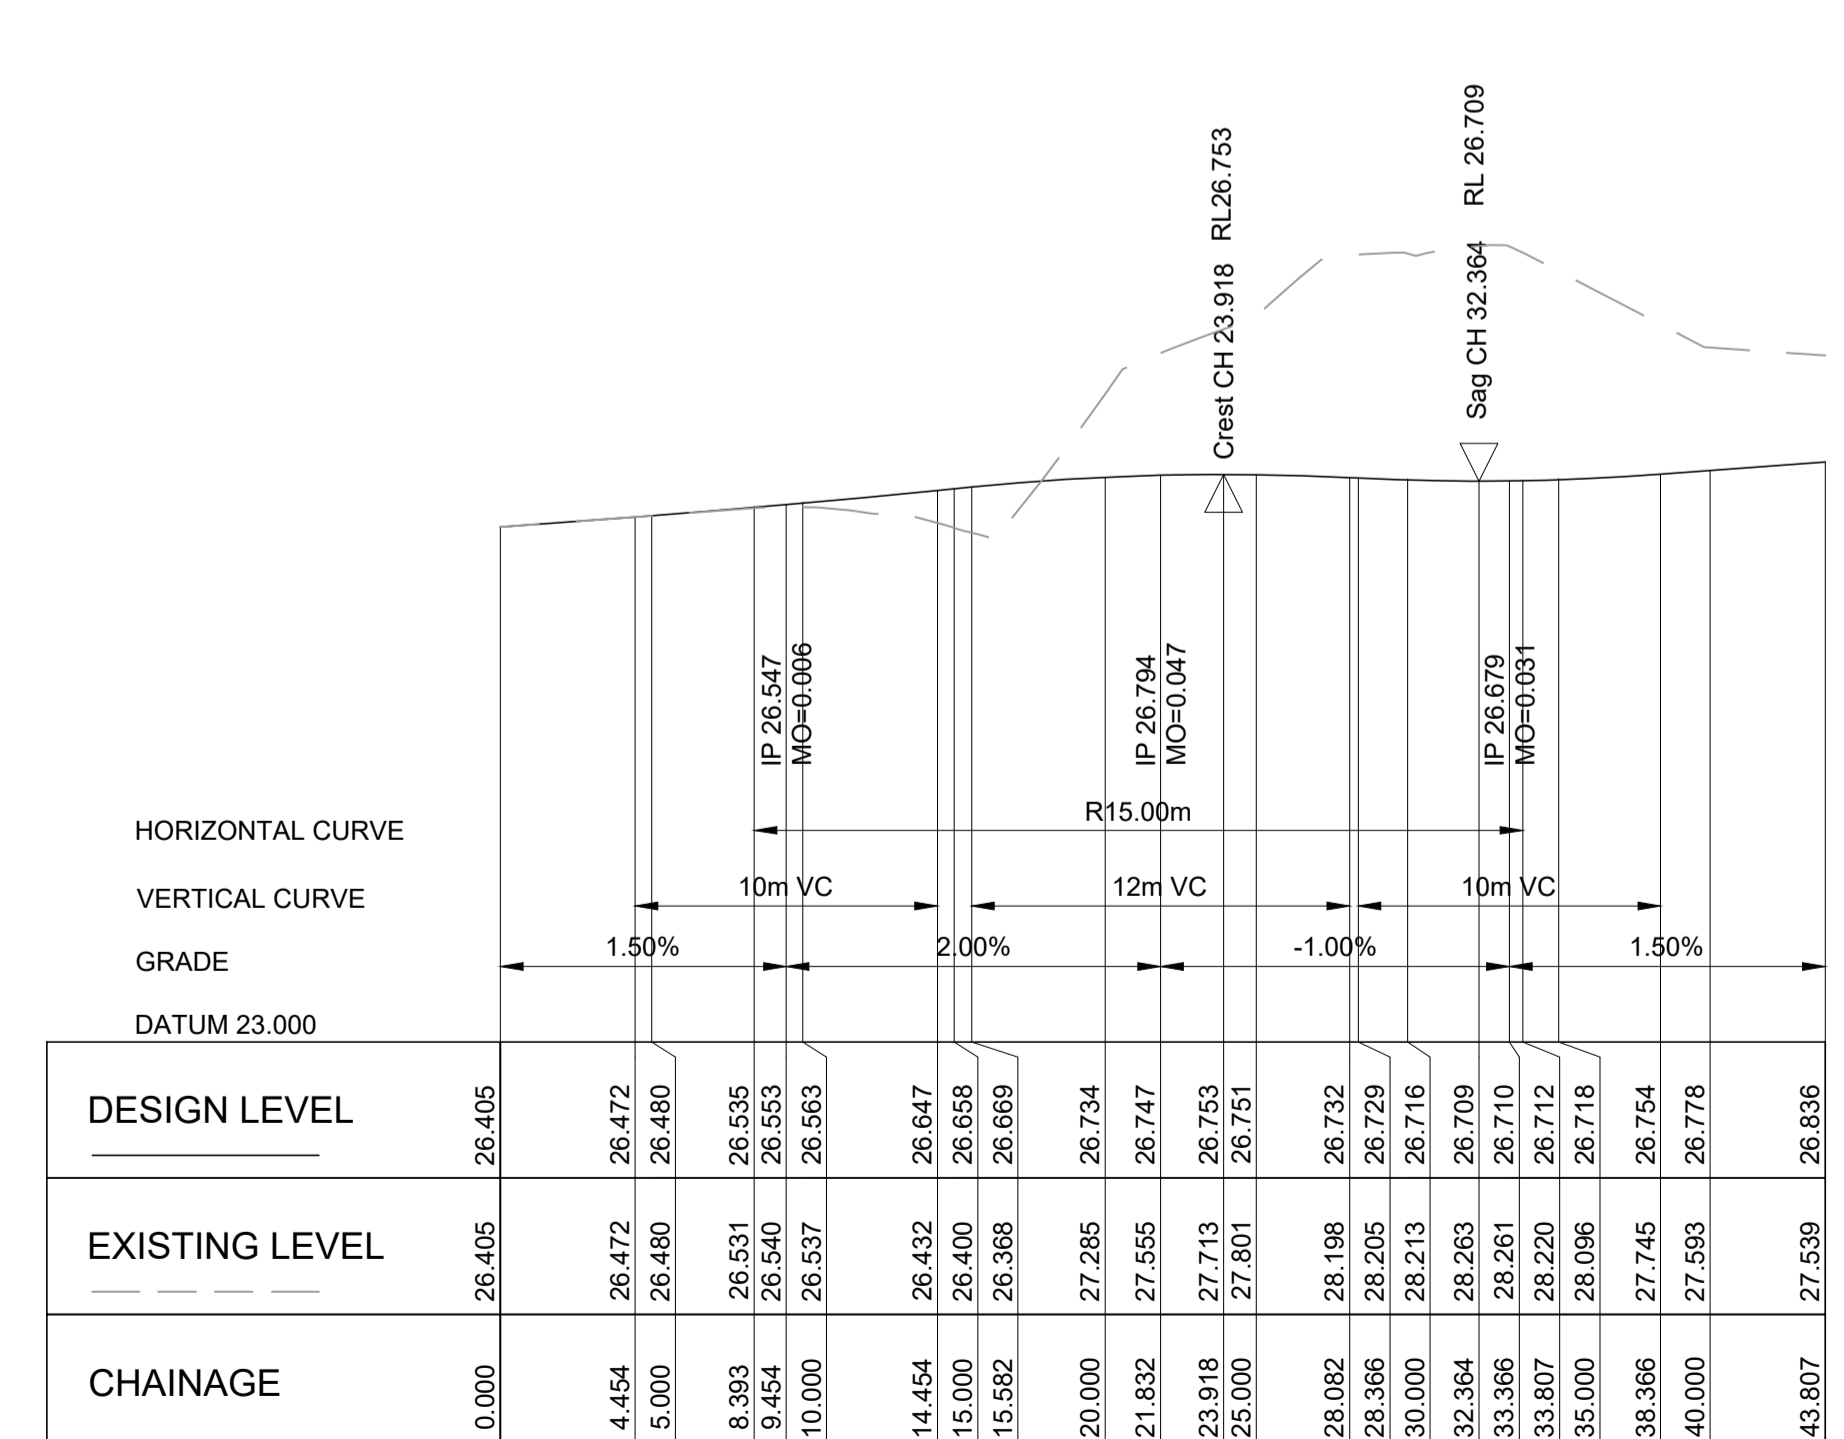 Crest CH 23.918 RL26.753
Sag CH 32.364 RL 26.709
IP 26.547
MO=0.006
IP 26.794
MO=0.047
IP 26.679
MO=0.031
HORIZONTAL CURVE R15.00m
VERTICAL CURVE 10m VC 12m VC 10m VC
GRADE 1.50% 2.00% -1.00% 1.50%
DATUM 23.000
DESIGN LEVEL 26.405 26.472 26.480 26.535 26.553 26.563 26.647 26.658 26.669 26.734 26.747 26.753 26.751 26.732 26.729 26.716 26.709 26.710 26.712 26.718 26.754 26.778 26.836
EXISTING LEVEL 26.405 26.472 26.480 26.531 26.540 26.537 26.432 26.400 26.368 27.285 27.555 27.713 27.801 28.198 28.205 28.213 28.263 28.261 28.220 28.096 27.745 27.593 27.539
CHAINAGE 0.000 4.454 5.000 8.393 9.454 10.000 14.454 15.000 15.582 20.000 21.832 23.918 25.000 28.082 28.366 30.000 32.364 33.366 33.807 35.000 38.366 40.000 43.807